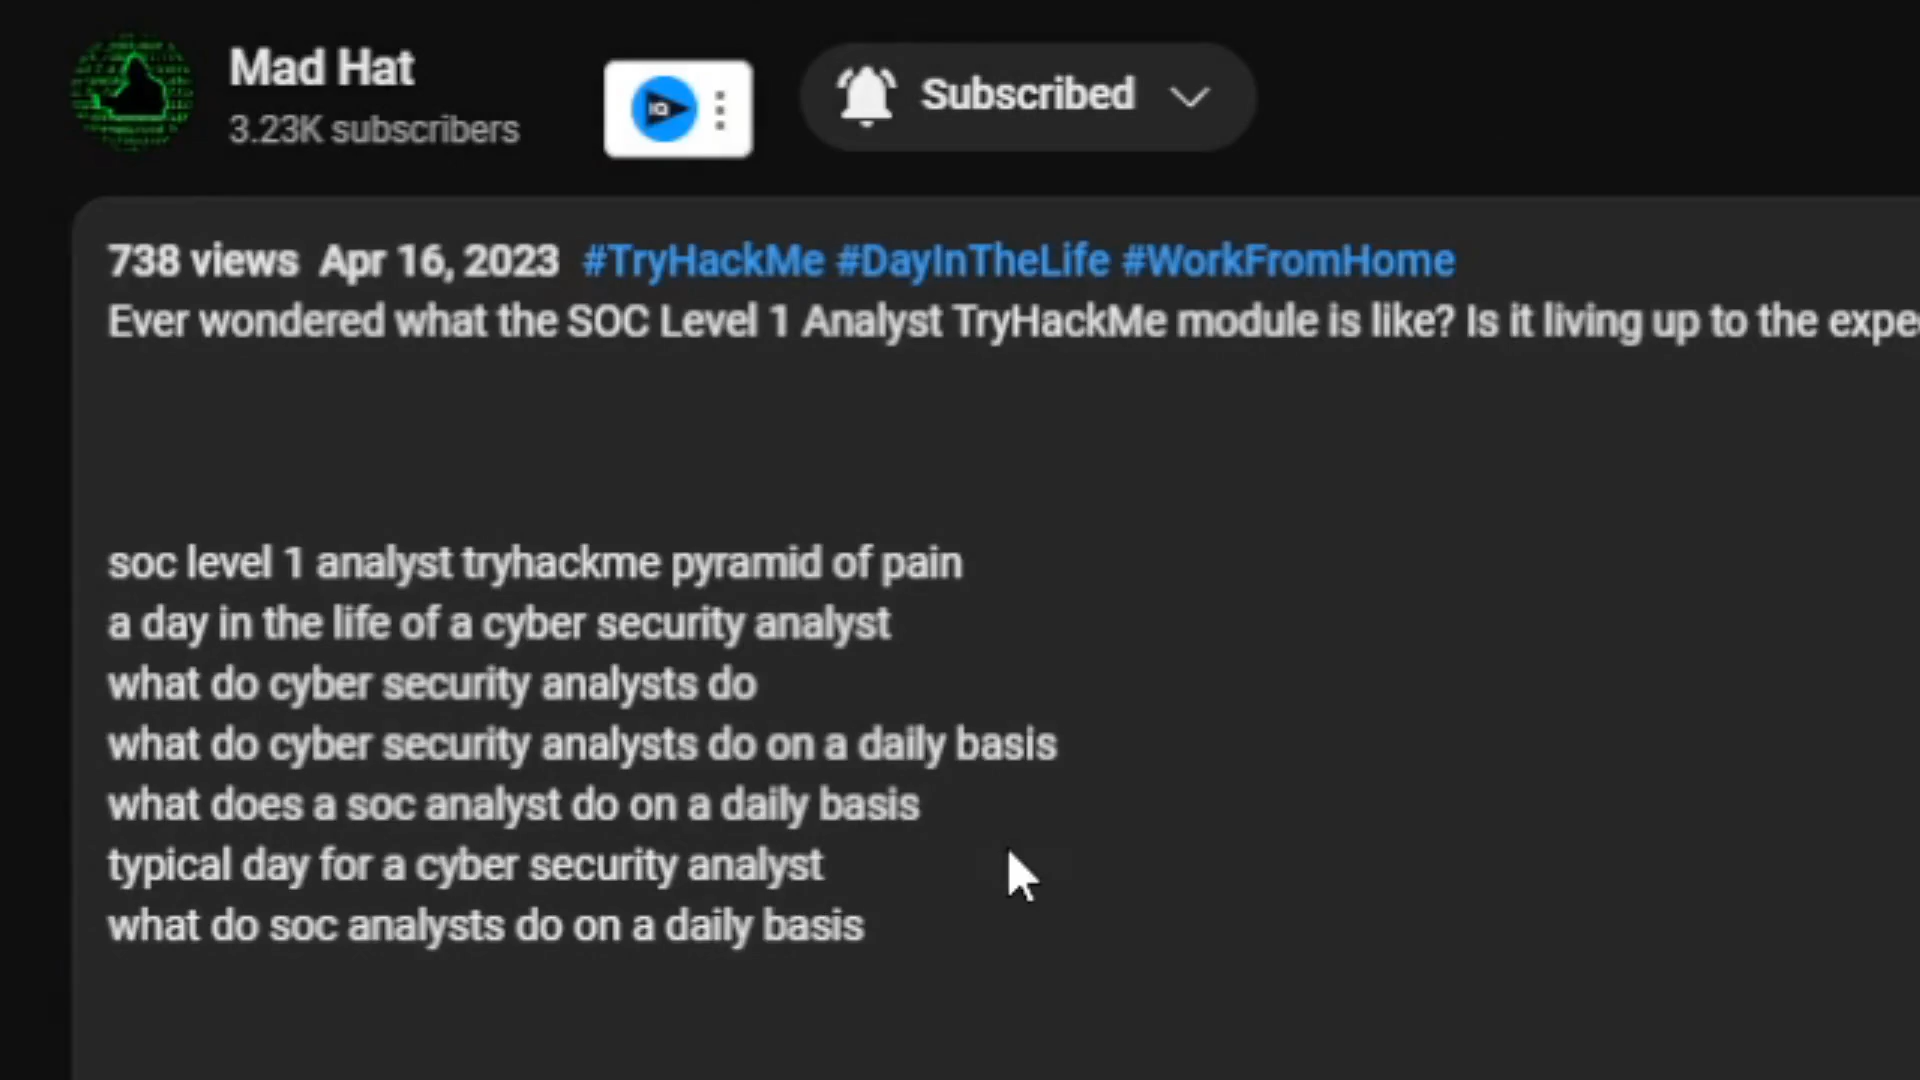 Mad Hat
3.23K subscribers
IQ
Subscribed
738 views Apr 16, 2023 #TryHackMe #DayInTheLife #WorkFromHome
Ever wondered what the SOC Level 1 Analyst TryHackMe module is like? Is it living up to the expe
soc level 1 analyst tryhackme pyramid of pain
a day in the life of a cyber security analyst
what do cyber security analysts do
what do cyber security analysts do on a daily basis
what does a soc analyst do on a daily basis
typical day for a cyber security analyst
what do soc analysts do on a daily basis